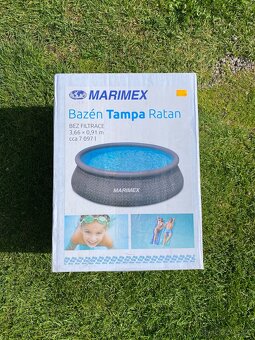 MARIMEX
Bazén Tampa Ratan
BEZ FILTRACE
3,66 × 0,91 m
cca 7 097 l
MARIMEX